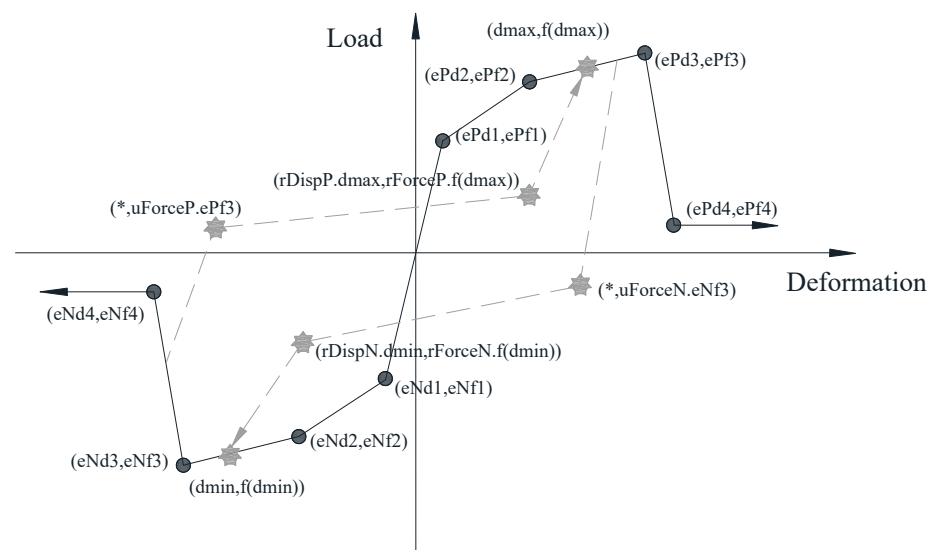 (dmax,f(dmax))
Load
(ePd3,ePf3)
(ePd2,ePf2)
(ePd1,ePf1)
(rDispP.dmax,rForceP.f(dmax))
(*,uForceP.ePf3)
(ePd4,ePf4)
Deformation
(*,uForceN.eNf3)
(eNd4,eNf4)
(rDispN.dmin,rForceN.f(dmin))
(eNd1,eNf1)
(eNd2,eNf2)
(eNd3,eNf3)
(dmin,f(dmin))